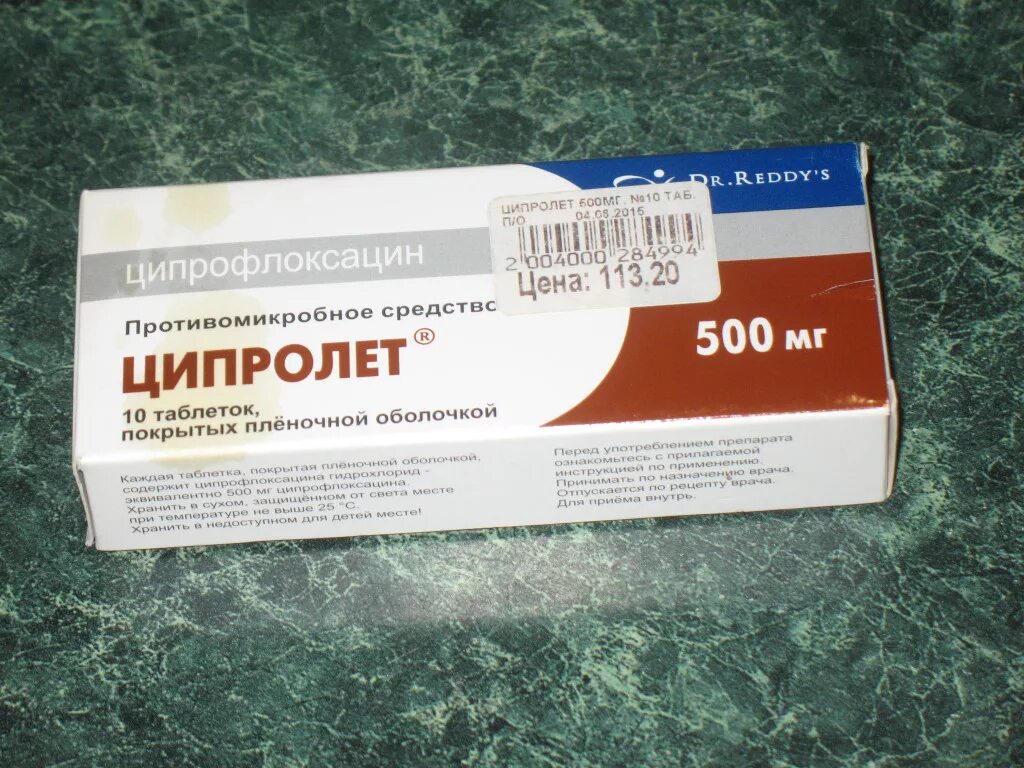 DR.REDDY'S
ЦИПРОЛЕТ 500МГ. №10 ТАБ.
П/О 04.08.2015
2 004000 284994
Цена: 113.20
ципрофлоксацин
Противомикробное средство
ЦИПРОЛЕТ®
500 мг
10 таблеток,
покрытых плёночной оболочкой
Каждая таблетка, покрытая плёночной оболочкой,
содержит ципрофлоксацина гидрохлорид -
эквивалентно 500 мг ципрофлоксацина.
Хранить в сухом, защищённом от света месте
при температуре не выше 25 °C.
Хранить в недоступном для детей месте!
Перед употреблением препарата
ознакомьтесь с прилагаемой
инструкцией по применению.
Принимать по назначению врача.
Отпускается по рецепту врача.
Для приёма внутрь.